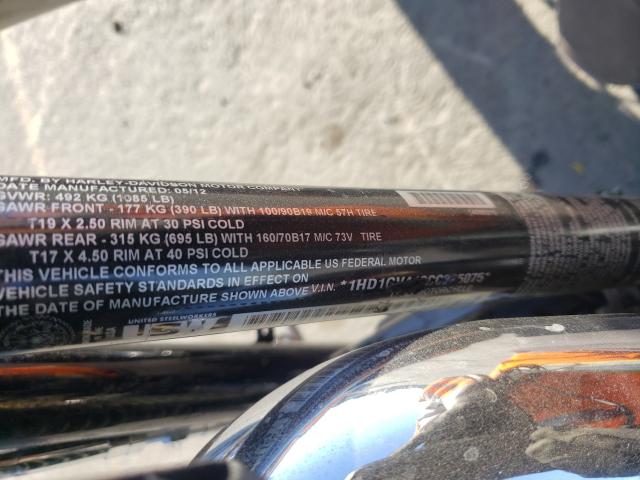 MFD. BY HARLEY-DAVIDSON MOTOR COMPANY
DATE MANUFACTURED: 05/12
GVWR: 492 KG (1085 LB)
GAWR FRONT - 177 KG (390 LB) WITH 100/90B19 M/C 57H TIRE
T19 X 2.50 RIM AT 30 PSI COLD
GAWR REAR - 315 KG (695 LB) WITH 160/70B17 M/C 73V TIRE
T17 X 4.50 RIM AT 40 PSI COLD
THIS VEHICLE CONFORMS TO ALL APPLICABLE US FEDERAL MOTOR
VEHICLE SAFETY STANDARDS IN EFFECT ON
THE DATE OF MANUFACTURE SHOWN ABOVE V.I.N.
UNITED STEELWORKERS
USW